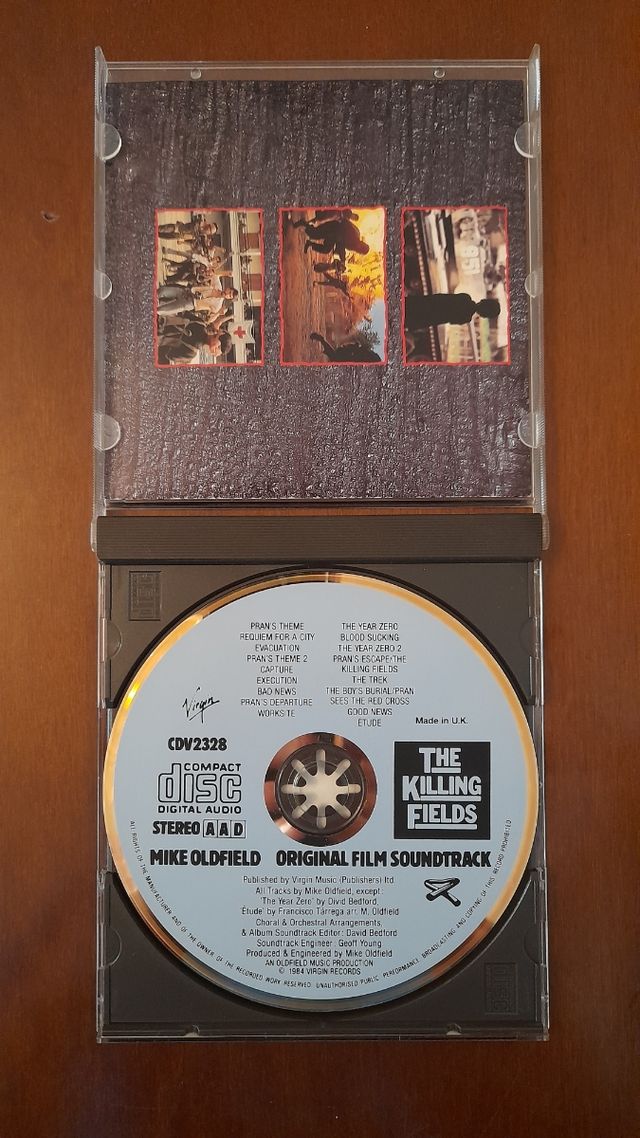 956
PRAN'S THEME
REQUIEM FOR A CITY
EVACUATION
PRAN'S THEME 2
CAPTURE
EXECUTION
BAD NEWS
PRAN'S DEPARTURE
WORKSITE
THE YEAR ZERO
BLOOD SUCKING
THE YEAR ZERO 2
PRAN'S ESCAPE/THE
KILLING FIELDS
THE TREK
THE BOY'S BURIAL/PRAN
SEES THE RED CROSS
GOOD NEWS
ETUDE
Virgin
Made in U.K.
CDV2328
COMPACT
disc
DIGITAL AUDIO
STEREO AAD
THE
KILLING
FIELDS
MIKE OLDFIELD ORIGINAL FILM SOUNDTRACK
Published by Virgin Music (Publishers) ltd
All Tracks by Mike Oldfield, except:
'The Year Zero' by Divid Bedford,
'Étude' by Francisco Tárrega arr. M. Oldfield
Choral & Orchestral Arrangements,
& Album Soundtrack Editor: David Bedford
Soundtrack Engineer: Geoff Young
Produced & Engineered by Mike Oldfield
AN OLDFIELD MUSIC PRODUCTION
© 1984 VIRGIN RECORDS
ALL RIGHTS OF THE MANUFACTURER AND OF THE OWNER OF THE RECORDED WORK RESERVED. UNAUTHORISED PUBLIC PERFORMANCE, BROADCASTING AND COPYING OF THIS RECORD PROHIBITED